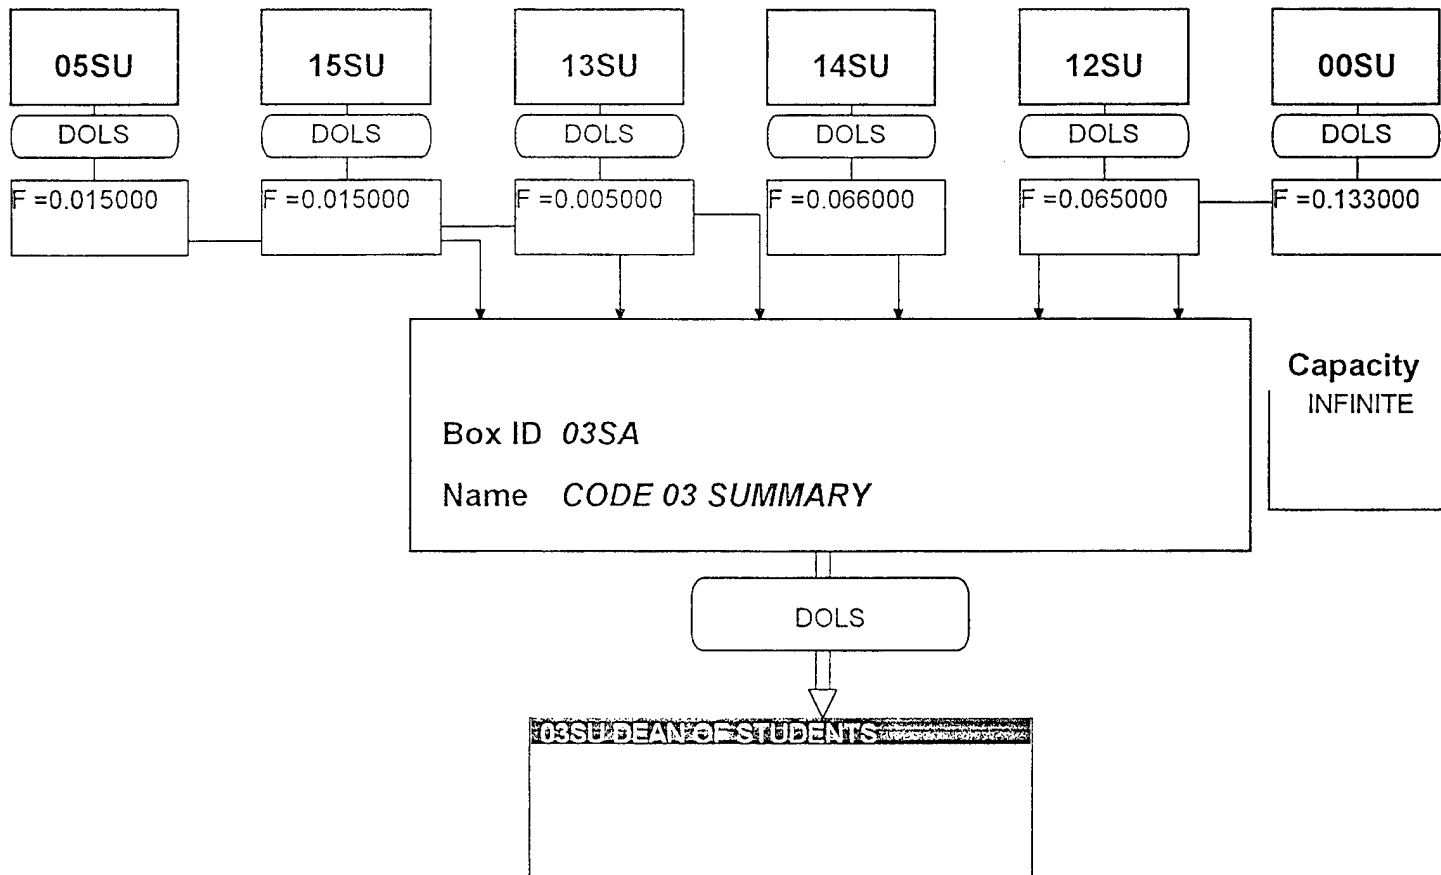 05SU 15SU 13SU 14SU 12SU 00SU
DOLS DOLS DOLS DOLS DOLS DOLS
F =0.015000 F =0.015000 F =0.005000 F =0.066000 F =0.065000 F =0.133000
Capacity
INFINITE
Box ID 03SA
Name CODE 03 SUMMARY
DOLS
03SU DEAN OF STUDENTS